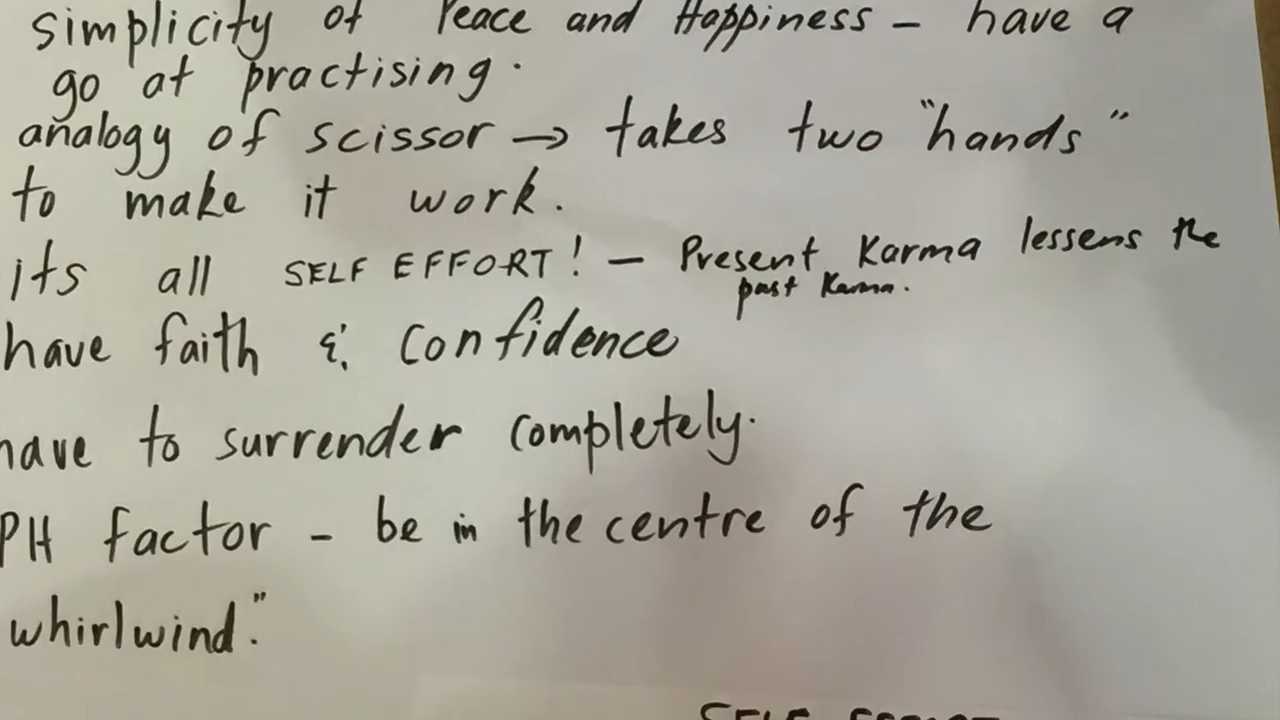 simplicity of Peace and Happiness - have a
go at practising.
analogy of scissor → takes two "hands"
to make it work.
its all SELF EFFORT! - Present Karma lessens the
past Karma.
have faith & Confidence
have to surrender completely.
PH factor - be in the centre of the
whirlwind."
SELF EFFORT